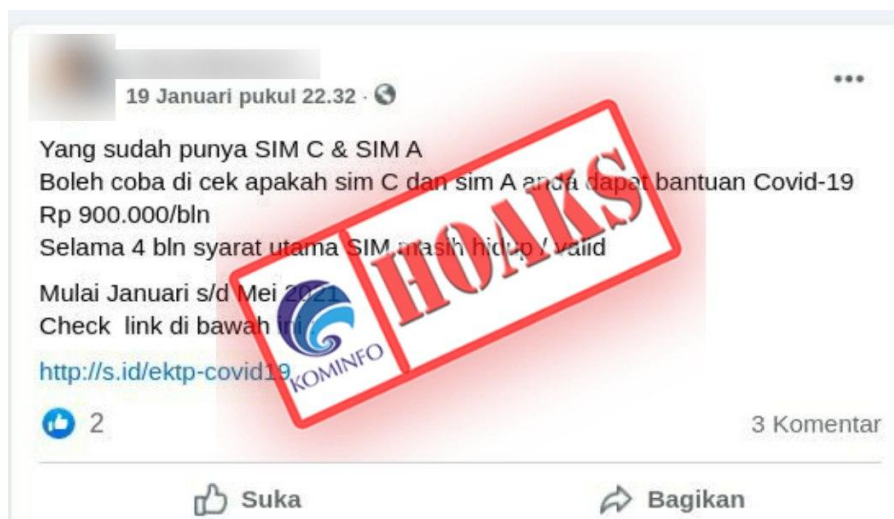 19 Januari pukul 22.32 ·
Yang sudah punya SIM C & SIM A
Boleh coba di cek apakah sim C dan sim A anda dapat bantuan Covid-19
Rp 900.000/bln
Selama 4 bln syarat utama SIM masih hidup / valid
Mulai Januari s/d Mei 2021
Check link di bawah ini
http://s.id/ektp-covid19
KOMINFO
HOAKS
2
3 Komentar
Suka
Bagikan